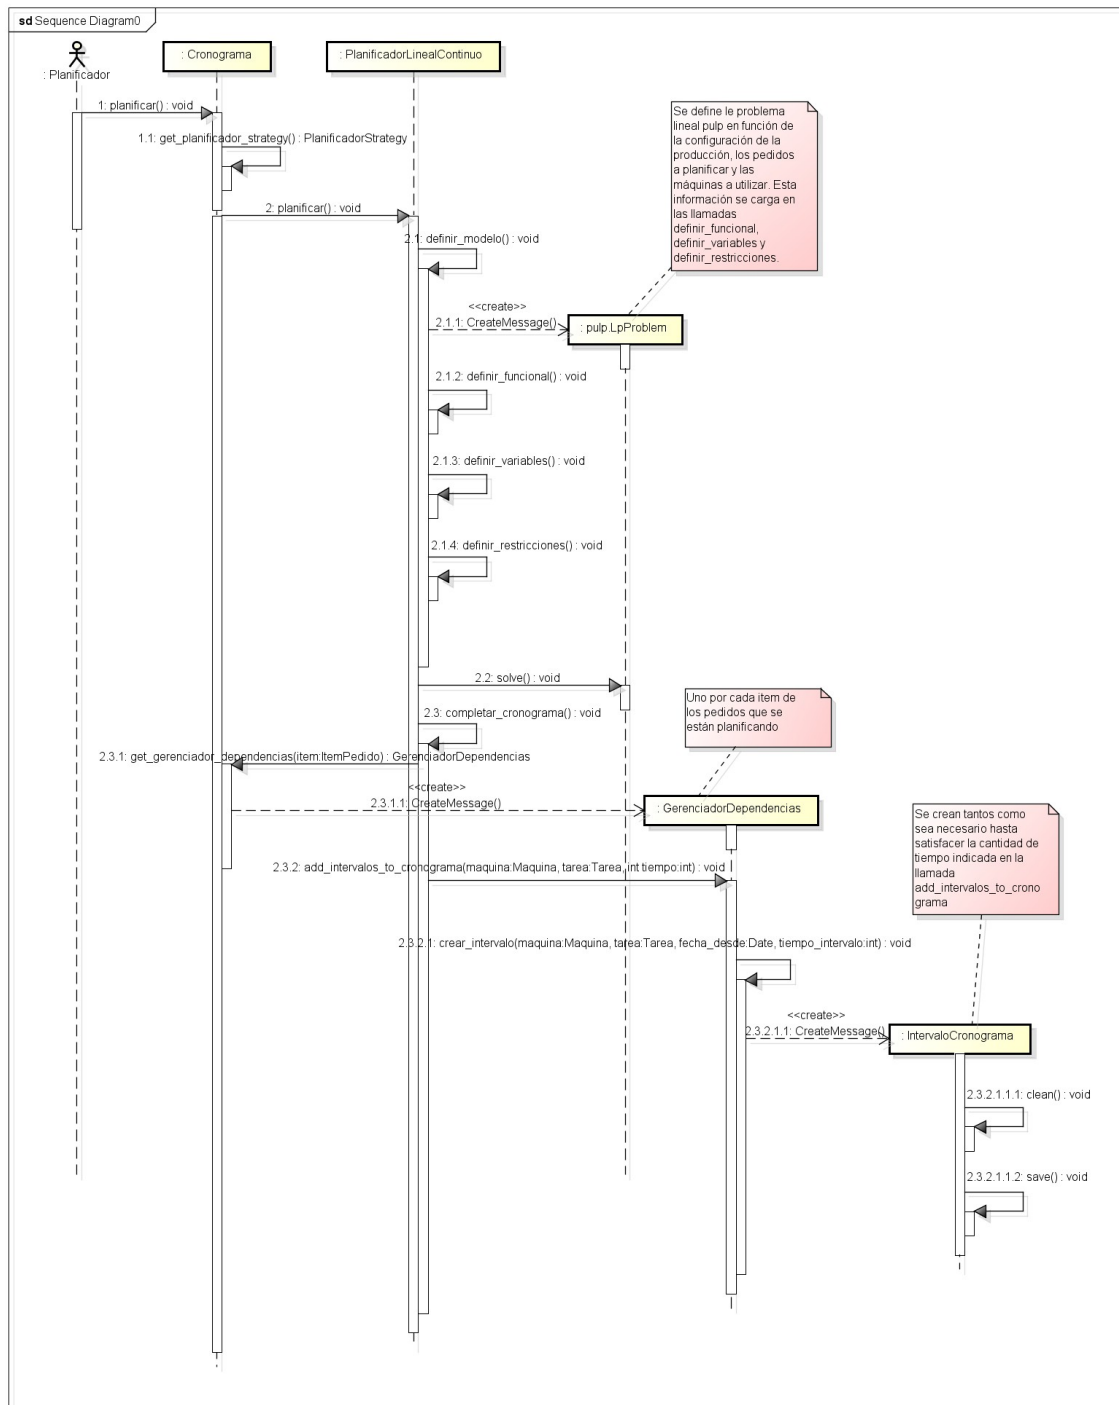 sd Sequence Diagram0
: Planificador
: Cronograma
: PlanificadorLinealContinuo
1: planificar() : void
1.1: get_planificador_strategy() : PlanificadorStrategy
Se define le problema
lineal pulp en función de
la configuración de la
producción, los pedidos
a planificar y las
máquinas a utilizar. Esta
información se carga en
las llamadas
definir_funcional,
definir_variables y
definir_restricciones.
2: planificar() : void
2.1: definir_modelo() : void
<<create>>
2.1.1: CreateMessage()
: pulp.LpProblem
2.1.2: definir_funcional() : void
2.1.3: definir_variables() : void
2.1.4: definir_restricciones() : void
2.2: solve() : void
Uno por cada item de
los pedidos que se
están planificando
2.3: completar_cronograma() : void
2.3.1: get_gerenciador_dependencias(item:ItemPedido) : GerenciadorDependencias
<<create>>
2.3.1.1: CreateMessage()
: GerenciadorDependencias
Se crean tantos como
sea necesario hasta
satisfacer la cantidad de
tiempo indicada en la
llamada
add_intervalos_to_crono
grama
2.3.2: add_intervalos_to_cronograma(maquina:Maquina, tarea:Tarea, int tiempo:int) : void
2.3.2.1: crear_intervalo(maquina:Maquina, tarea:Tarea, fecha_desde:Date, tiempo_intervalo:int) : void
<<create>>
2.3.2.1.1: CreateMessage()
: IntervaloCronograma
2.3.2.1.1.1: clean() : void
2.3.2.1.1.2: save() : void